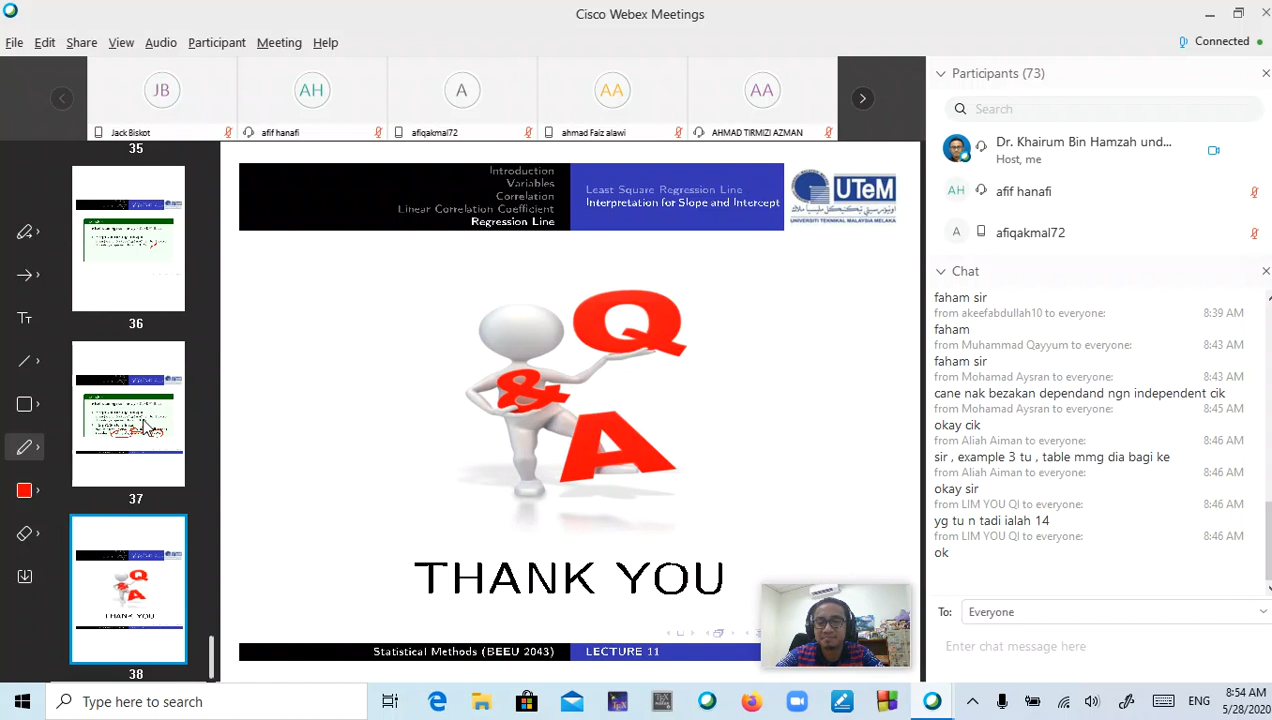 Cisco Webex Meetings
File Edit Share View Audio Participant Meeting Help
Connected
JB
AH
A
AA
AA
Jack Biskot
afif hanafi
afiqakmal72
ahmad Faiz alawi
AHMAD TIRMIZI AZMAN
35
36
37
38
Introduction
Variables
Correlation
Linear Correlation Coefficient
Regression Line
Least Square Regression Line
Interpretation for Slope and Intercept
UTeM
اونيۏرسيتي تيكنيكل مليسيا ملاك
UNIVERSITI TEKNIKAL MALAYSIA MELAKA
Q
&
A
THANK YOU
Statistical Methods (BEEU 2043)
LECTURE 11
THANK YOU
Participants (73)
Search
Dr. Khairum Bin Hamzah und...
Host, me
AH afif hanafi
A afiqakmal72
Chat
faham sir
from akeefabdullah10 to everyone: 8:39 AM
faham
from Muhammad Qayyum to everyone: 8:43 AM
faham sir
from Mohamad Aysran to everyone: 8:43 AM
cane nak bezakan dependand ngn independent cik
from Mohamad Aysran to everyone: 8:45 AM
okay cik
from Aliah Aiman to everyone: 8:46 AM
sir , example 3 tu , table mmg dia bagi ke
from Aliah Aiman to everyone: 8:46 AM
okay sir
from LIM YOU QI to everyone: 8:46 AM
yg tu n tadi ialah 14
from LIM YOU QI to everyone: 8:46 AM
ok
To: Everyone
Enter chat message here
Type here to search
ENG
8:54 AM
5/28/2020